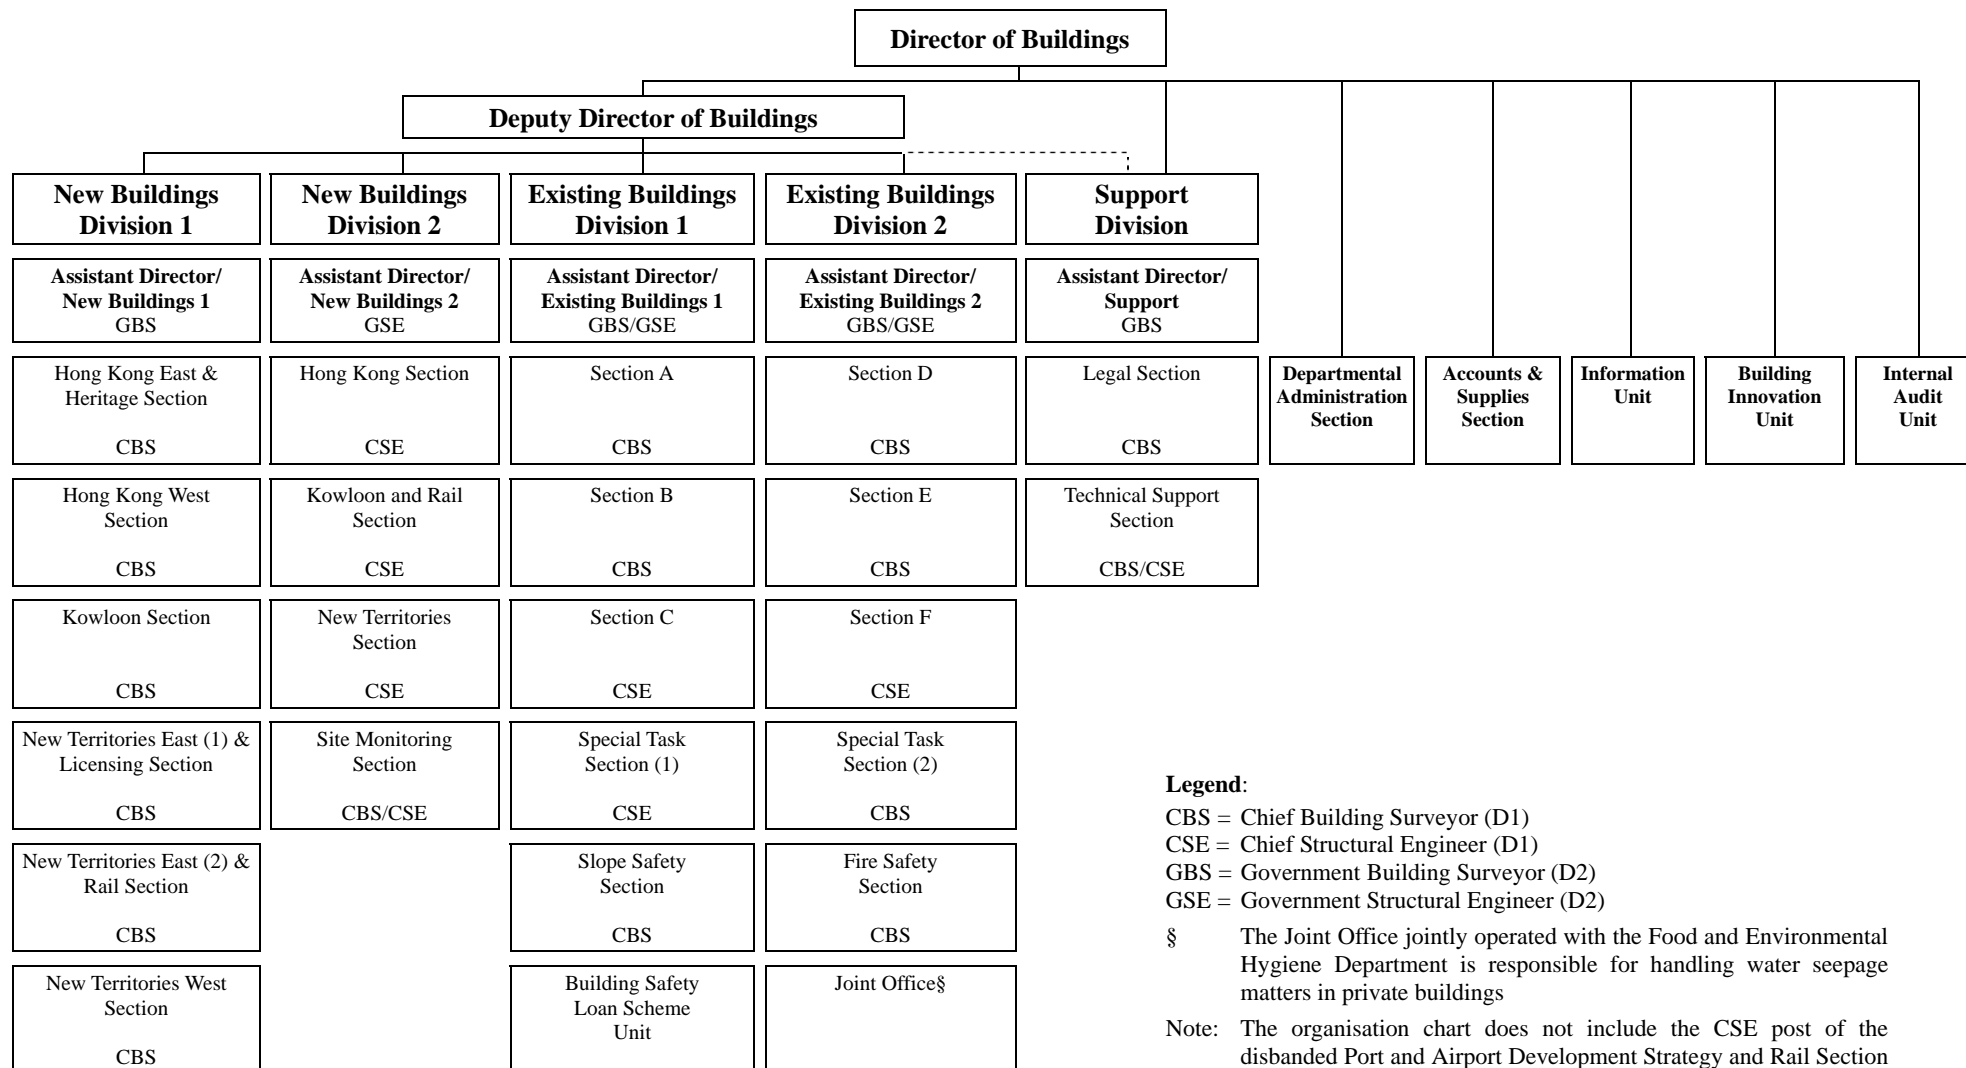 Director of Buildings
Deputy Director of Buildings
New Buildings
Division 1
New Buildings
Division 2
Existing Buildings
Division 1
Existing Buildings
Division 2
Support
Division
Assistant Director/
New Buildings 1
GBS
Assistant Director/
New Buildings 2
GSE
Assistant Director/
Existing Buildings 1
GBS/GSE
Assistant Director/
Existing Buildings 2
GBS/GSE
Assistant Director/
Support
GBS
Hong Kong East &
Heritage Section
CBS
Hong Kong Section
CSE
Section A
CBS
Section D
CBS
Legal Section
CBS
Departmental
Administration
Section
Accounts &
Supplies
Section
Information
Unit
Building
Innovation
Unit
Internal
Audit
Unit
Hong Kong West
Section
CBS
Kowloon and Rail
Section
CSE
Section B
CBS
Section E
CBS
Technical Support
Section
CBS/CSE
Kowloon Section
CBS
New Territories
Section
CSE
Section C
CSE
Section F
CSE
New Territories East (1) &
Licensing Section
CBS
Site Monitoring
Section
CBS/CSE
Special Task
Section (1)
CSE
Special Task
Section (2)
CBS
New Territories East (2) &
Rail Section
CBS
Slope Safety
Section
CBS
Fire Safety
Section
CBS
New Territories West
Section
CBS
Building Safety
Loan Scheme
Unit
Joint Office§
Legend:
CBS = Chief Building Surveyor (D1)
CSE = Chief Structural Engineer (D1)
GBS = Government Building Surveyor (D2)
GSE = Government Structural Engineer (D2)
§ The Joint Office jointly operated with the Food and Environmental
Hygiene Department is responsible for handling water seepage
matters in private buildings
Note: The organisation chart does not include the CSE post of the
disbanded Port and Airport Development Strategy and Rail Section